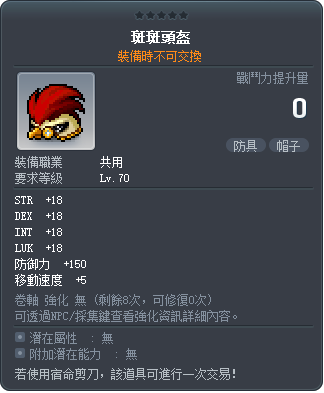 斑斑頭盔
裝備時不可交換
戰鬥力提升量
0
防具 帽子
裝備職業 共用
要求等級 Lv.70
STR +18
DEX +18
INT +18
LUK +18
防御力 +150
移動速度 +5
卷軸 強化 無 (剩餘8次, 可修復0次)
可透過NPC/採集鍵查看強化資訊詳細內容。
潛在屬性 : 無
附加潛在能力 : 無
若使用宿命剪刀, 該道具可進行一次交易!